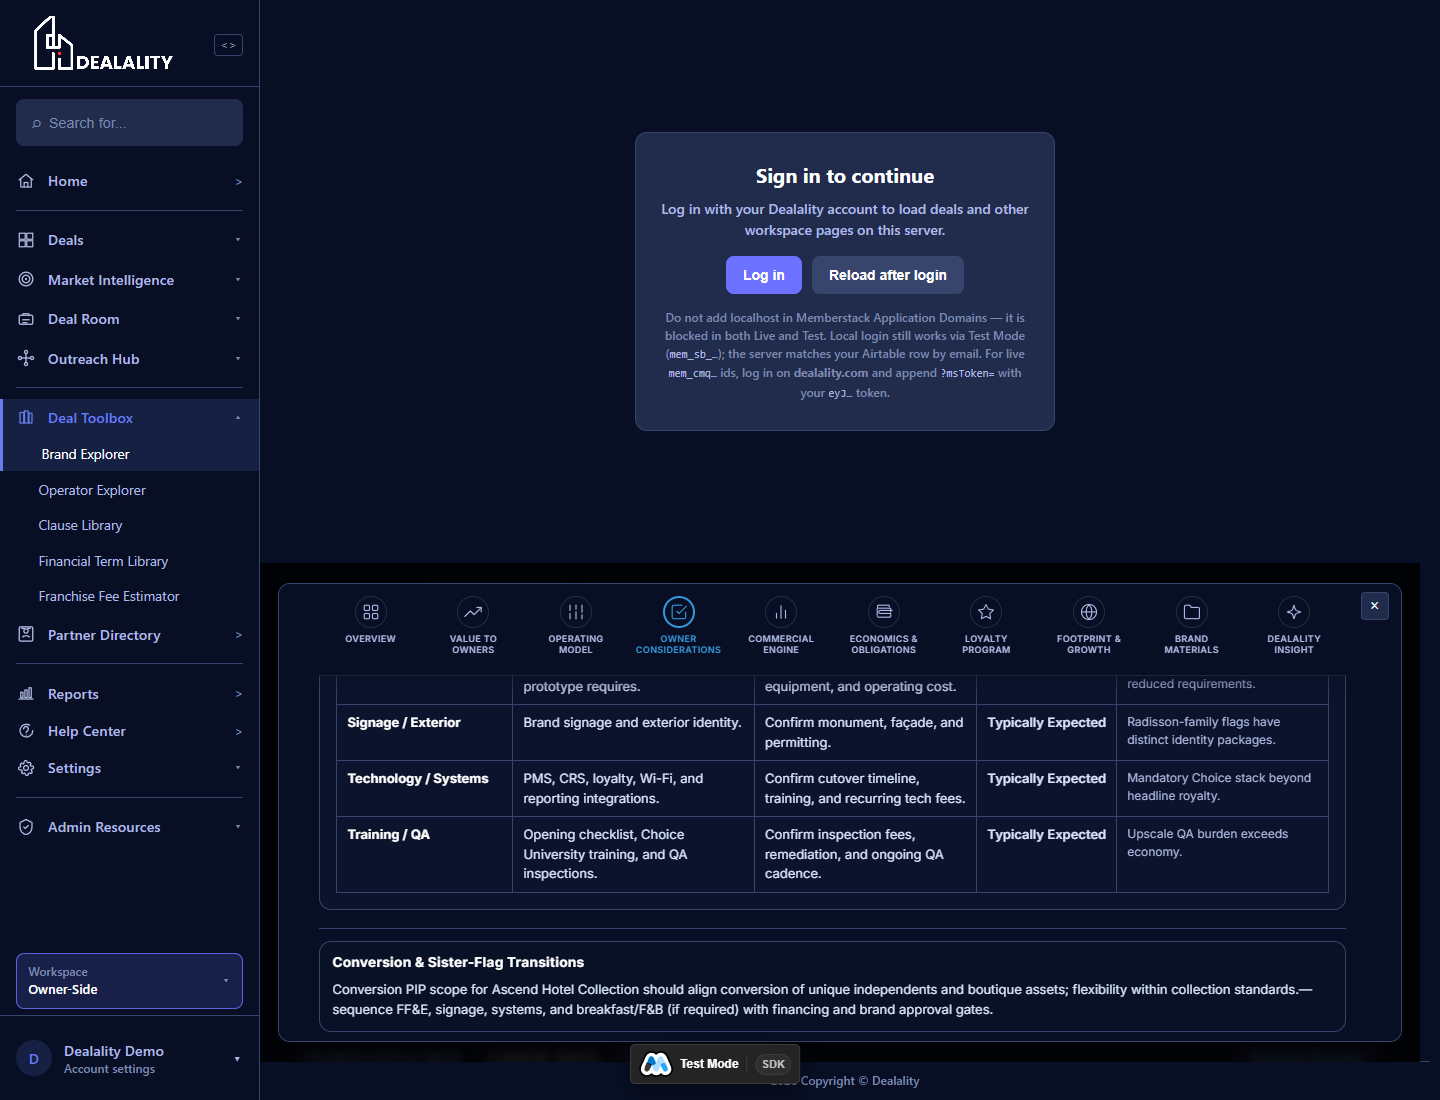 DEALALITY
< >
Search for...
Home
Deals
Market Intelligence
Deal Room
Outreach Hub
Deal Toolbox
Brand Explorer
Operator Explorer
Clause Library
Financial Term Library
Franchise Fee Estimator
Partner Directory
Reports
Help Center
Settings
Admin Resources
Workspace
Owner-Side
D
Dealality Demo
Account settings
Sign in to continue
Log in with your Dealality account to load deals and other
workspace pages on this server.
Log in
Reload after login
Do not add localhost in Memberstack Application Domains — it is
blocked in both Live and Test. Local login still works via Test Mode
(mem_sb_…); the server matches your Airtable row by email. For live
mem_cmq… ids, log in on dealality.com and append ?msToken= with
your eyJ… token.
×
OVERVIEW
VALUE TO
OWNERS
OPERATING
MODEL
OWNER
CONSIDERATIONS
COMMERCIAL
ENGINE
ECONOMICS &
OBLIGATIONS
LOYALTY
PROGRAM
FOOTPRINT &
GROWTH
BRAND
MATERIALS
DEALALITY
INSIGHT
prototype requires.
equipment, and operating cost.
reduced requirements.
Signage / Exterior
Brand signage and exterior identity.
Confirm monument, façade, and
permitting.
Typically Expected
Radisson-family flags have
distinct identity packages.
Technology / Systems
PMS, CRS, loyalty, Wi-Fi, and
reporting integrations.
Confirm cutover timeline,
training, and recurring tech fees.
Typically Expected
Mandatory Choice stack beyond
headline royalty.
Training / QA
Opening checklist, Choice
University training, and QA
inspections.
Confirm inspection fees,
remediation, and ongoing QA
cadence.
Typically Expected
Upscale QA burden exceeds
economy.
Conversion & Sister-Flag Transitions
Conversion PIP scope for Ascend Hotel Collection should align conversion of unique independents and boutique assets; flexibility within collection standards.—
sequence FF&E, signage, systems, and breakfast/F&B (if required) with financing and brand approval gates.
Test Mode
SDK
Copyright © Dealality